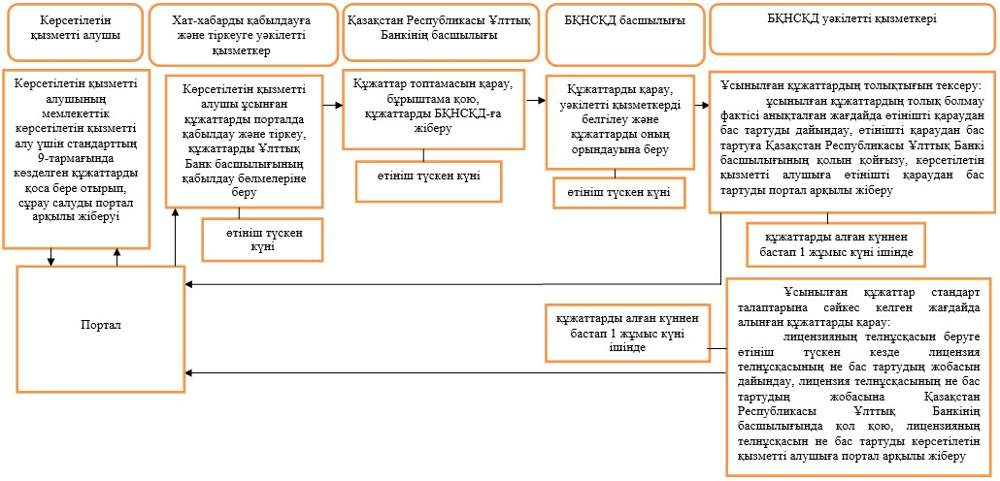 Көрсетілетін
қызметті алушы
Хат-хабарды қабылдауға
және тіркеуге уәкілетті
қызметкер
Қазақстан Республикасы Ұлттық
Банкінің басшылығы
БҚНСҚД басшылығы
БҚНСҚД уәкілетті қызметкері
Көрсетілетін қызметті
алушының
мемлекеттік
көрсетілетін қызметті
алу үшін стандарттың
9-тармағында
көзделген құжаттарды
қоса бере отырып,
сұрау салуды портал
арқылы жіберуі
Көрсетілетін қызметті
алушы ұсынған
құжаттарды порталда
қабылдау және тіркеу,
құжаттарды Ұлттық
Банк басшылығының
қабылдау бөлмелеріне
беру
өтініш түскен
күні
Құжаттар топтамасын қарау,
бұрыштама қою,
құжаттарды БҚНСҚД-ға
жіберу
өтініш түскен күні
Құжаттарды қарау,
уәкілетті қызметкерді
белгілеу және
құжаттарды оның
орындауына беру
өтініш түскен күні
Ұсынылған құжаттардың толықтығын тексеру:
ұсынылған құжаттардың толық болмау
фактісі анықталған жағдайда өтінішті қараудан
бас тартуды дайындау, өтінішті қараудан бас
тартуға Қазақстан Республикасы Ұлттық Банкі
басшылығының қолын қойғызу, көрсетілетін
қызметті алушыға өтінішті қараудан бас
тартуды портал арқылы жіберу
құжаттарды алған күннен
бастап 1 жұмыс күні ішінде
Портал
құжаттарды алған күннен
бастап 1 жұмыс күні
ішінде
Ұсынылған құжаттар стандарт
талаптарына сәйкес келген жағдайда
алынған құжаттарды қарау:
лицензияның телнұсқасын беруге
өтініш түскен кезде лицензия
телнұсқасының не бас тартудың жобасын
дайындау, лицензия телнұсқасының не бас
тартудың жобасына Қазақстан
Республикасы Ұлттық Банкінің
басшылығында қол қою, лицензияның
телнұсқасын не бас тартуды көрсетілетін
қызметті алушыға портал арқылы жіберу